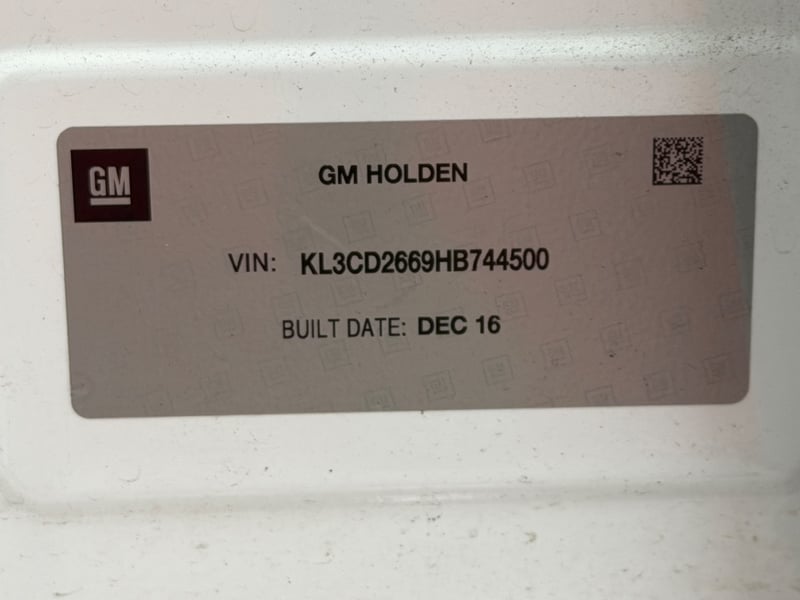 GM
GM HOLDEN
VIN: KL3CD2669HB744500
BUILT DATE: DEC 16